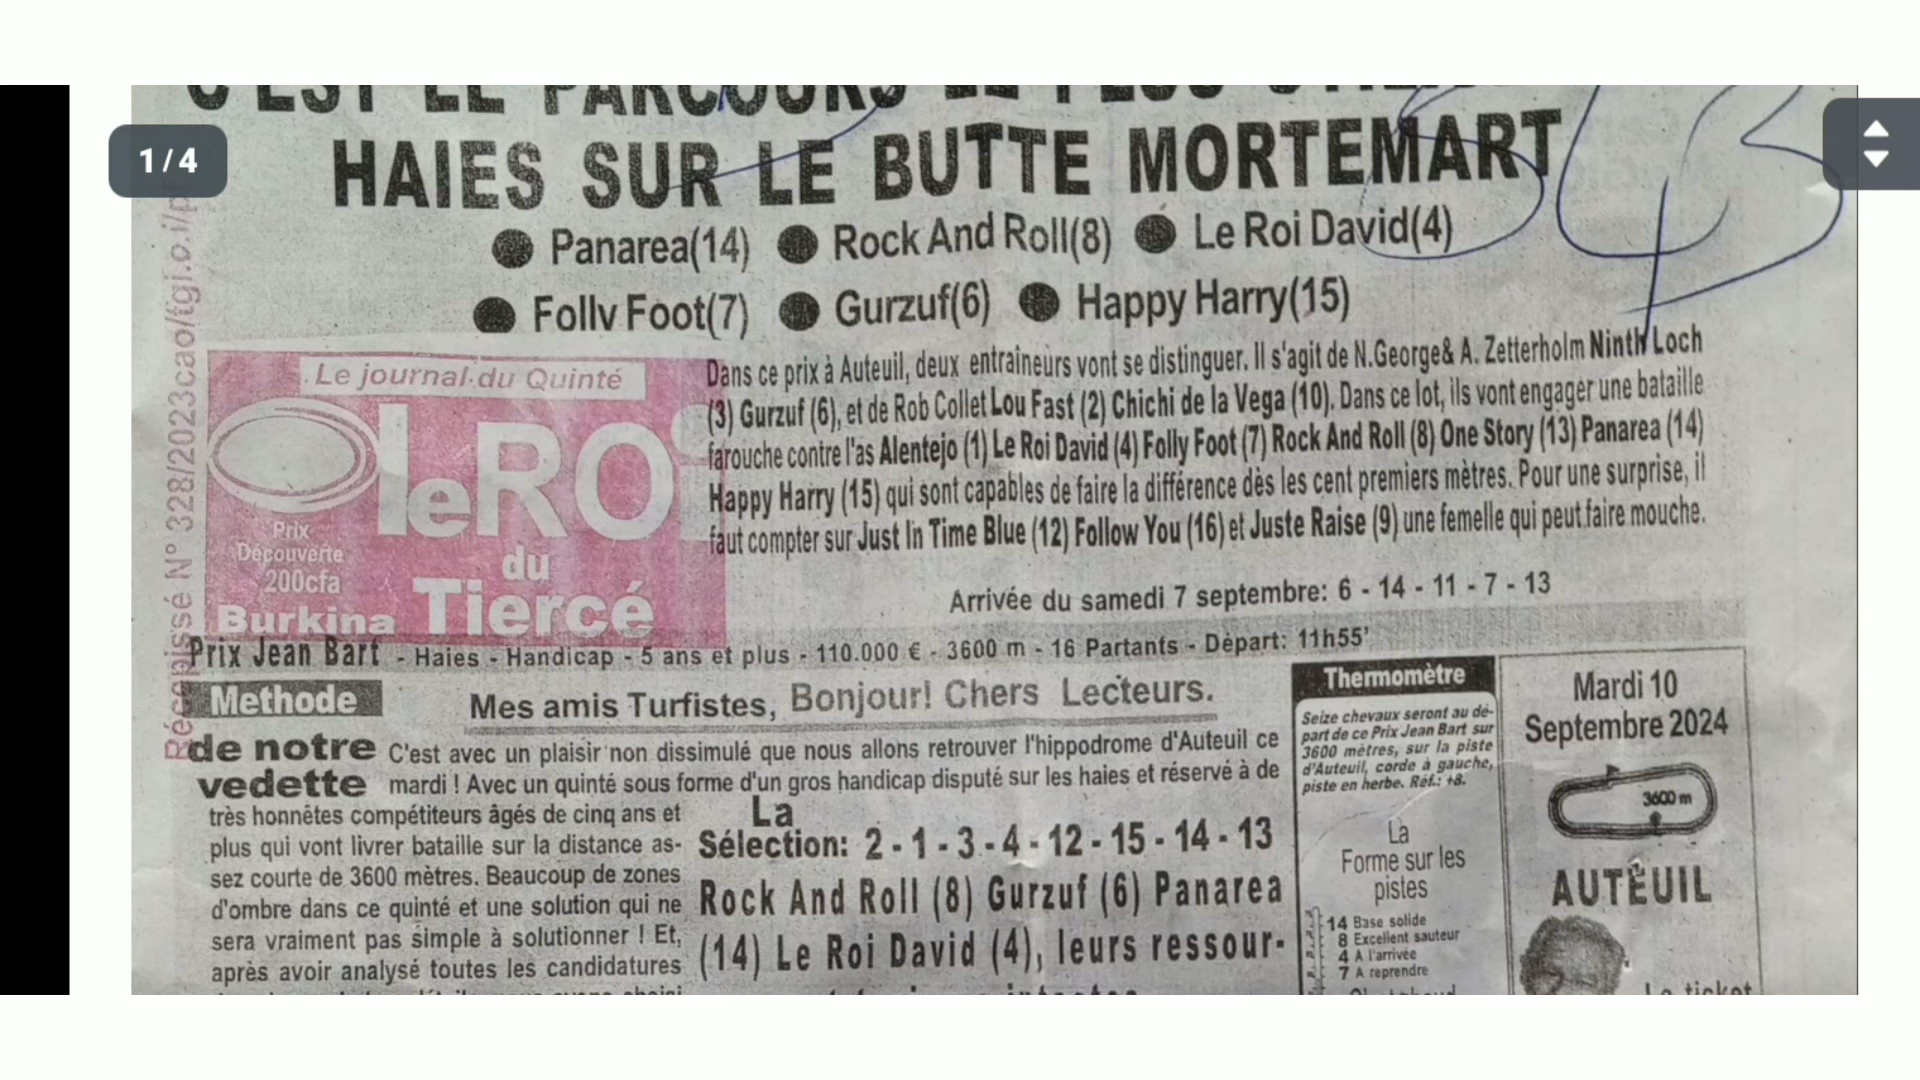 1/4
HAIES SUR LE BUTTE MORTEMART
Panarea(14) Rock And Roll(8) Le Roi David(4)
Follv Foot(7) Gurzuf(6) Happy Harry(15)
Dans ce prix à Auteuil, deux entraineurs vont se distinguer. Il s'agit de N.George& A. Zetterholm Ninth Loch
(3) Gurzuf (6), et de Rob Collet Lou Fast (2) Chichi de la Vega (10). Dans ce lot, ils vont engager une bataille
farouche contre l'as Alentejo (1) Le Roi David (4) Folly Foot (7) Rock And Roll (8) One Story (13) Panarea (14)
Happy Harry (15) qui sont capables de faire la différence dès les cent premiers mètres. Pour une surprise, il
faut compter sur Just In Time Blue (12) Follow You (16) et Juste Raise (9) une femelle qui peut faire mouche.
Arrivée du samedi 7 septembre: 6 - 14 - 11 - 7 - 13
Le journal du Quinté
le ROI
du
Tiercé
Prix
Découverte
200cfa
Burkina
Récépissé N° 328/2023cao/tgi.o.i/p
Prix Jean Bart - Haies - Handicap - 5 ans et plus - 110.000 € - 3600 m - 16 Partants - Départ: 11h55'
Methode
de notre
vedette
Mes amis Turfistes, Bonjour! Chers Lecteurs.
C'est avec un plaisir non dissimulé que nous allons retrouver l'hippodrome d'Auteuil ce
mardi ! Avec un quinté sous forme d'un gros handicap disputé sur les haies et réservé à de
très honnêtes compétiteurs âgés de cinq ans et
plus qui vont livrer bataille sur la distance as-
sez courte de 3600 mètres. Beaucoup de zones
d'ombre dans ce quinté et une solution qui ne
sera vraiment pas simple à solutionner ! Et,
après avoir analysé toutes les candidatures
La
Sélection: 2 - 1 - 3 - 4 - 12 - 15 - 14 - 13
Rock And Roll (8) Gurzuf (6) Panarea
(14) Le Roi David (4), leurs ressour-
Thermomètre
Seize chevaux seront au dé-
part de ce Prix Jean Bart sur
3600 mètres, sur la piste
d'Auteuil, corde à gauche,
piste en herbe. Réf.: +8.
La
Forme sur les
pistes
14 Base solide
8 Excellent sauteur
4 A l'arrivée
7 A reprendre
Mardi 10
Septembre 2024
3600 m
AUTEUIL
Le ticket